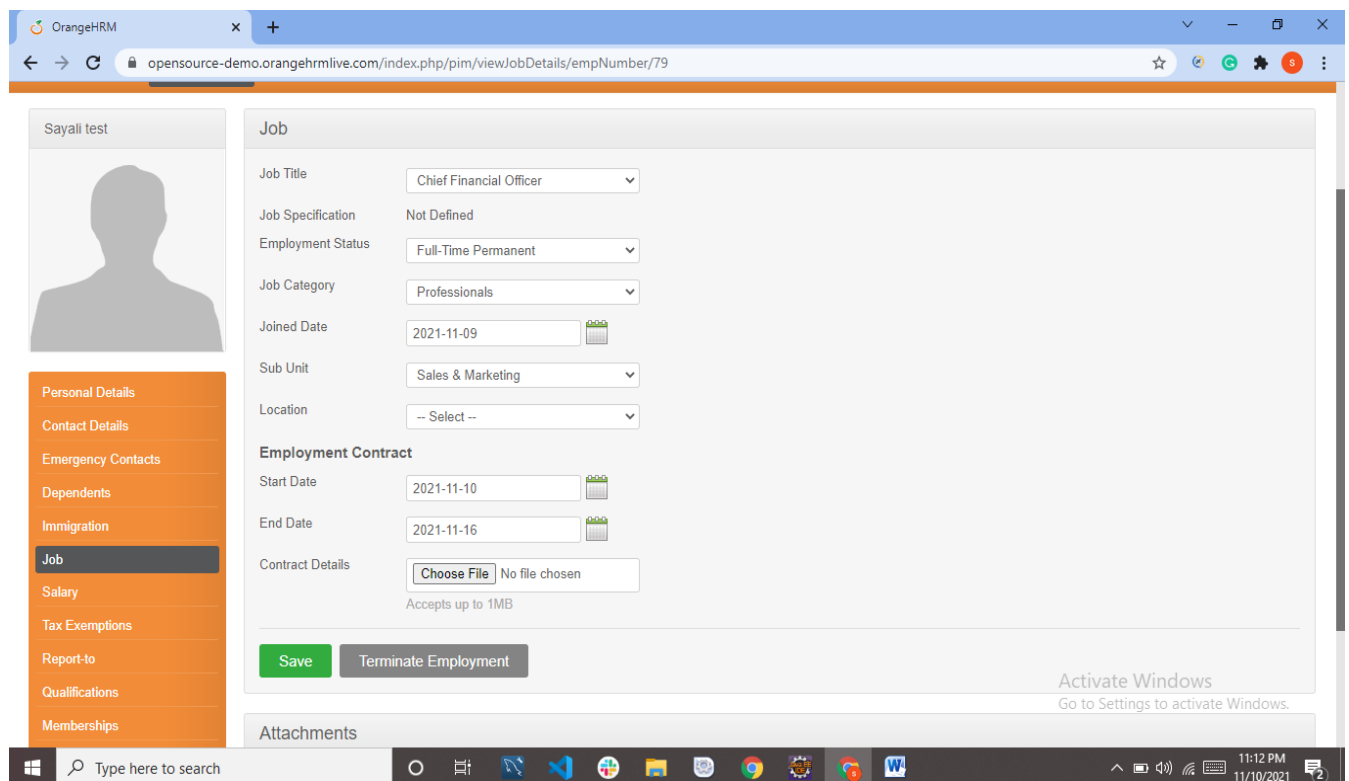 OrangeHRM
opensource-demo.orangehrmlive.com/index.php/pim/viewJobDetails/empNumber/79
S
Sayali test
Personal Details
Contact Details
Emergency Contacts
Dependents
Immigration
Job
Salary
Tax Exemptions
Report-to
Qualifications
Memberships
Job
Job Title Chief Financial Officer
Job Specification Not Defined
Employment Status Full-Time Permanent
Job Category Professionals
Joined Date 2021-11-09
Sub Unit Sales & Marketing
Location -- Select --
Employment Contract
Start Date 2021-11-10
End Date 2021-11-16
Contract Details Choose File No file chosen
Accepts up to 1MB
Save Terminate Employment
Attachments
Activate Windows
Go to Settings to activate Windows.
Type here to search
11:12 PM
11/10/2021
2